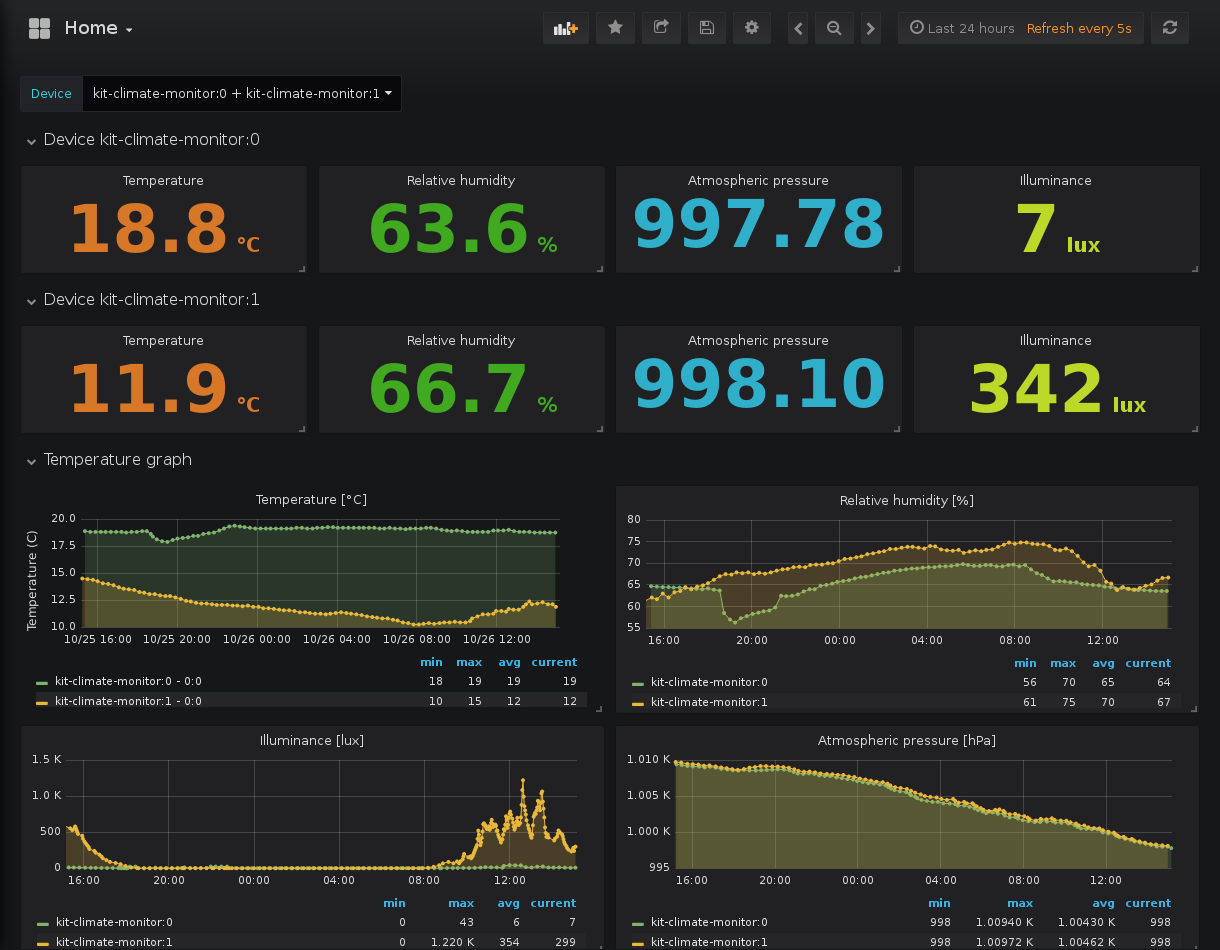 Home
Last 24 hours Refresh every 5s
Device kit-climate-monitor:0 + kit-climate-monitor:1
Device kit-climate-monitor:0
Temperature Relative humidity Atmospheric pressure Illuminance
18.8 °C 63.6 % 997.78 7 lux
Device kit-climate-monitor:1
Temperature Relative humidity Atmospheric pressure Illuminance
11.9 °C 66.7 % 998.10 342 lux
Temperature graph
Temperature [°C]
Temperature (C)
20.0
17.5
15.0
12.5
10.0
10/25 16:00 10/25 20:00 10/26 00:00 10/26 04:00 10/26 08:00 10/26 12:00
min max avg current
kit-climate-monitor:0 - 0:0 18 19 19 19
kit-climate-monitor:1 - 0:0 10 15 12 12
Relative humidity [%]
80
75
70
65
60
55
16:00 20:00 00:00 04:00 08:00 12:00
min max avg current
kit-climate-monitor:0 56 70 65 64
kit-climate-monitor:1 61 75 70 67
Illuminance [lux]
1.5 K
1.0 K
500
0
16:00 20:00 00:00 04:00 08:00 12:00
min max avg current
kit-climate-monitor:0 0 43 6 7
kit-climate-monitor:1 0 1.220 K 354 299
Atmospheric pressure [hPa]
1.010 K
1.005 K
1.000 K
995
16:00 20:00 00:00 04:00 08:00 12:00
min max avg current
kit-climate-monitor:0 998 1.00940 K 1.00430 K 998
kit-climate-monitor:1 998 1.00972 K 1.00462 K 998